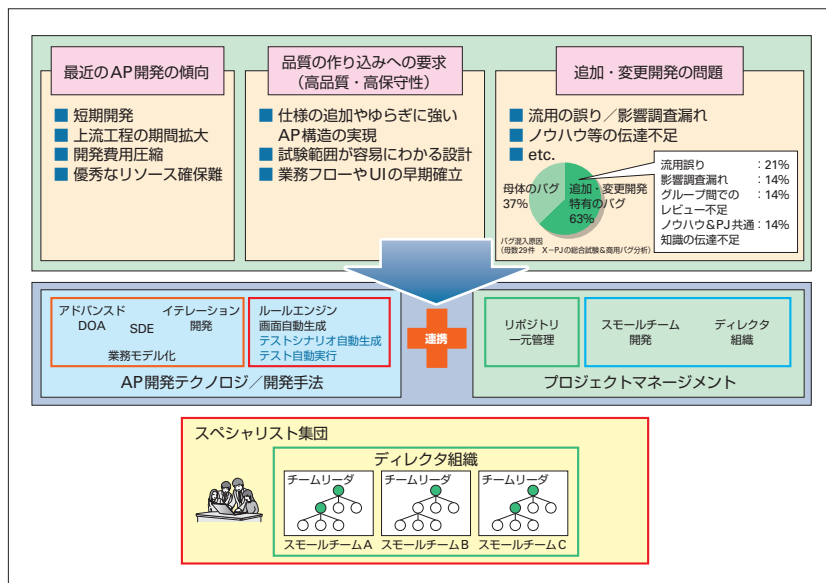 最近のAP開発の傾向
■ 短期開発
■ 上流工程の期間拡大
■ 開発費用圧縮
■ 優秀なリソース確保難
品質の作り込みへの要求
（高品質・高保守性）
■ 仕様の追加やゆらぎに強い
AP構造の実現
■ 試験範囲が容易にわかる設計
■ 業務フローやUIの早期確立
追加・変更開発の問題
■ 流用の誤り／影響調査漏れ
■ ノウハウ等の伝達不足
■ etc.
母体のバグ
37%
追加・変更開発
特有のバグ
63%
流用誤り：21%
影響調査漏れ：14%
グループ間での：14%
レビュー不足
ノウハウ&PJ共通：14%
知識の伝達不足
バグ混入原因
（母数29件 X－PJの総合試験&商用バグ分析）
アドバンスド
DOA
SDE
イテレーション
開発
業務モデル化
ルールエンジン
画面自動生成
テストシナリオ自動生成
テスト自動実行
AP開発テクノロジ／開発手法
連携
リポジトリ
一元管理
スモールチーム
開発
ディレクタ
組織
プロジェクトマネージメント
スペシャリスト集団
ディレクタ組織
チームリーダ
チームリーダ
チームリーダ
スモールチームA
スモールチームB
スモールチームC